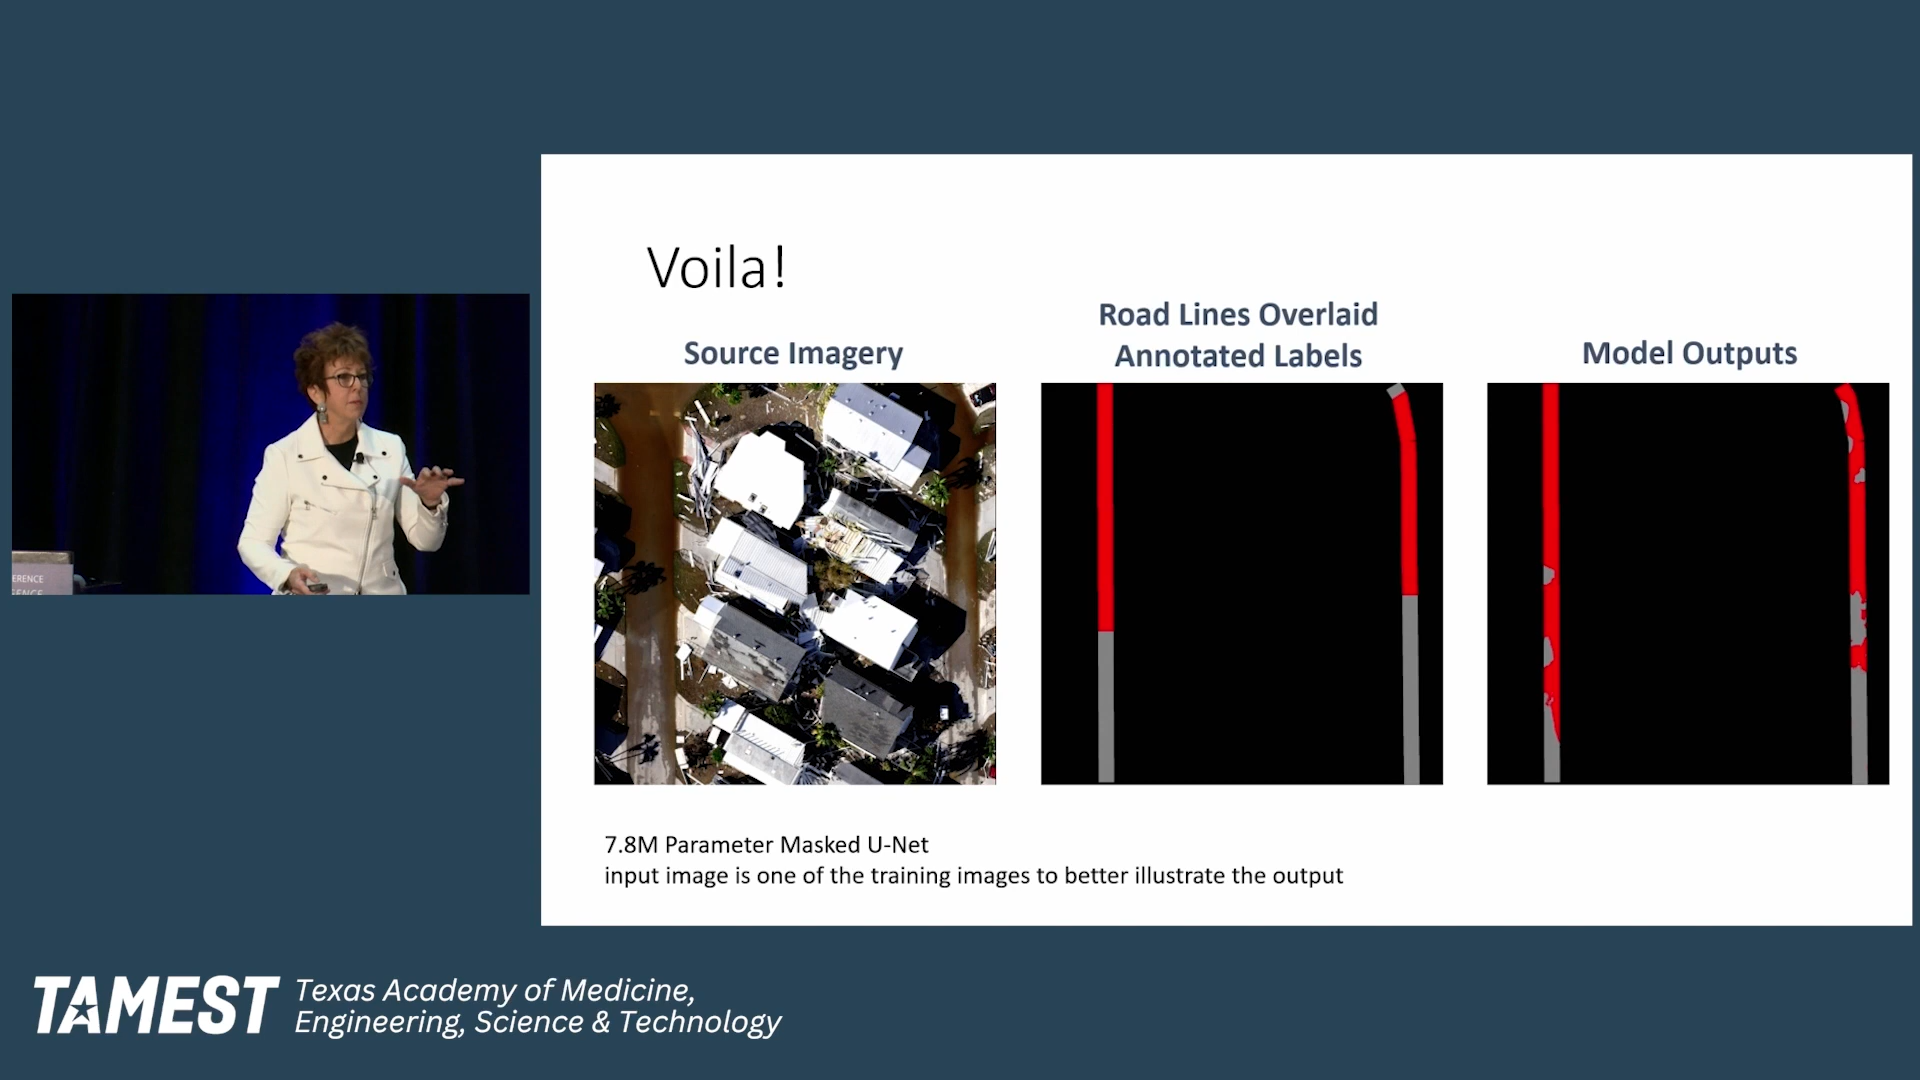 Voila!
Source Imagery
Road Lines Overlaid
Annotated Labels
Model Outputs
7.8M Parameter Masked U-Net
input image is one of the training images to better illustrate the output
ERENCE
TAMEST
Texas Academy of Medicine,
Engineering, Science & Technology